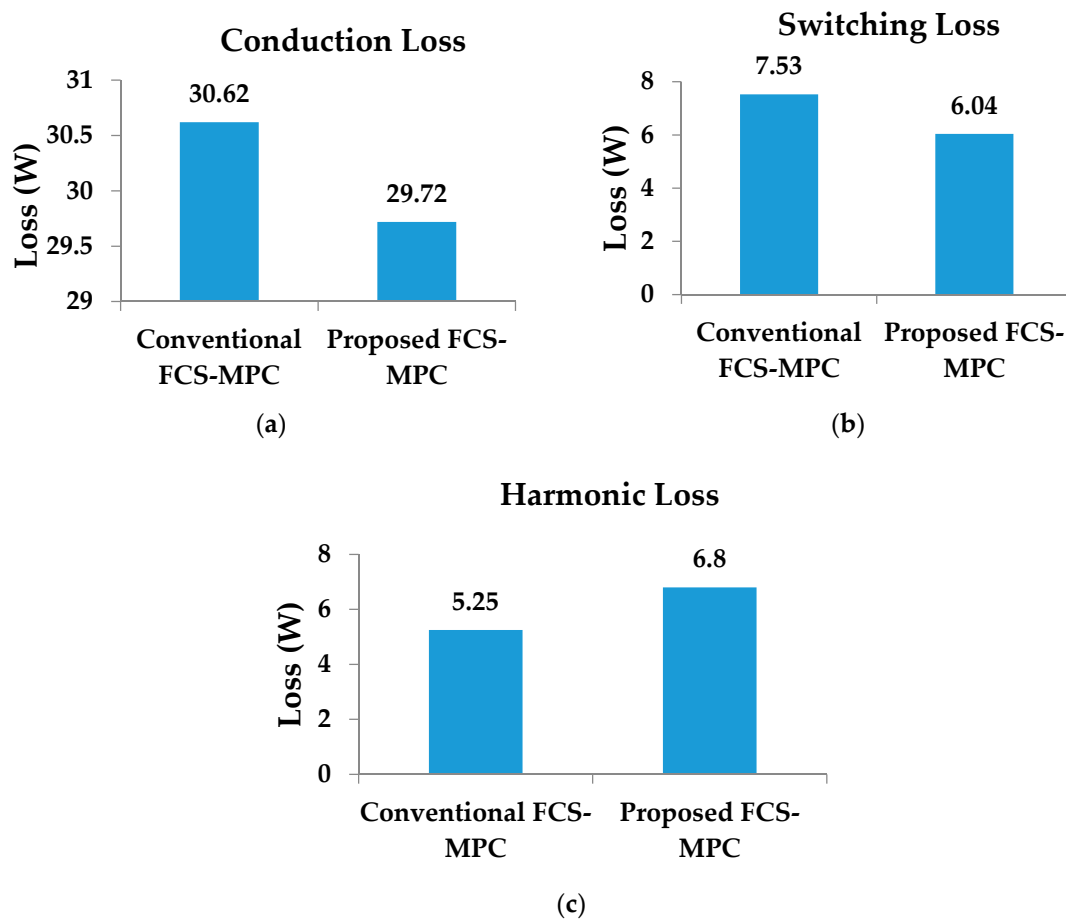 Conduction Loss
Loss (W)
31
30.5
30
29.5
29
30.62
29.72
Conventional
FCS-MPC
Proposed FCS-
MPC
(a)
Switching Loss
Loss (W)
8
6
4
2
0
7.53
6.04
Conventional
FCS-MPC
Proposed FCS-
MPC
(b)
Harmonic Loss
Loss (W)
8
6
4
2
0
5.25
6.8
Conventional FCS-
MPC
Proposed FCS-
MPC
(c)